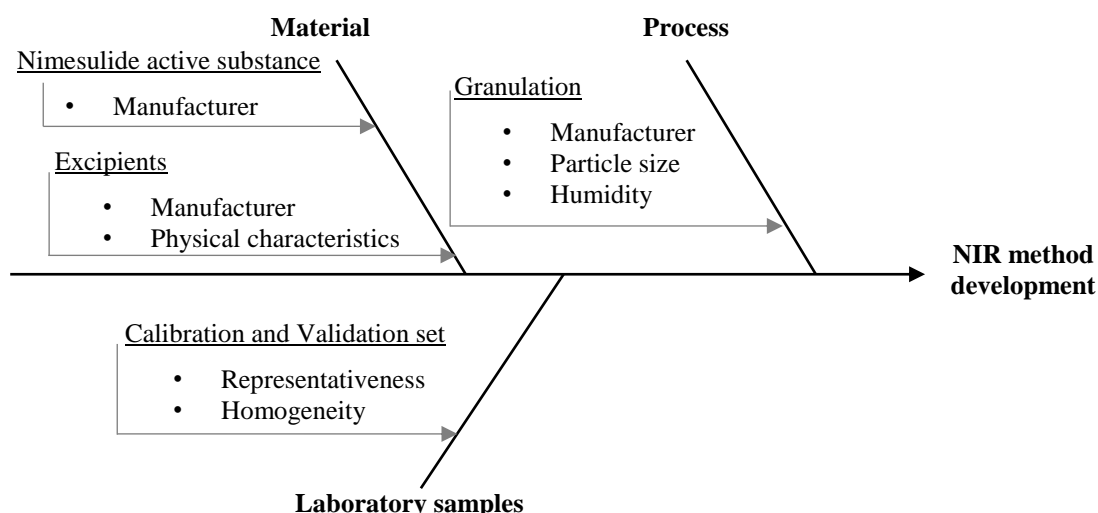 Material
Nimesulide active substance
• Manufacturer
Excipients
• Manufacturer
• Physical characteristics
Process
Granulation
• Manufacturer
• Particle size
• Humidity
NIR method
development
Calibration and Validation set
• Representativeness
• Homogeneity
Laboratory samples